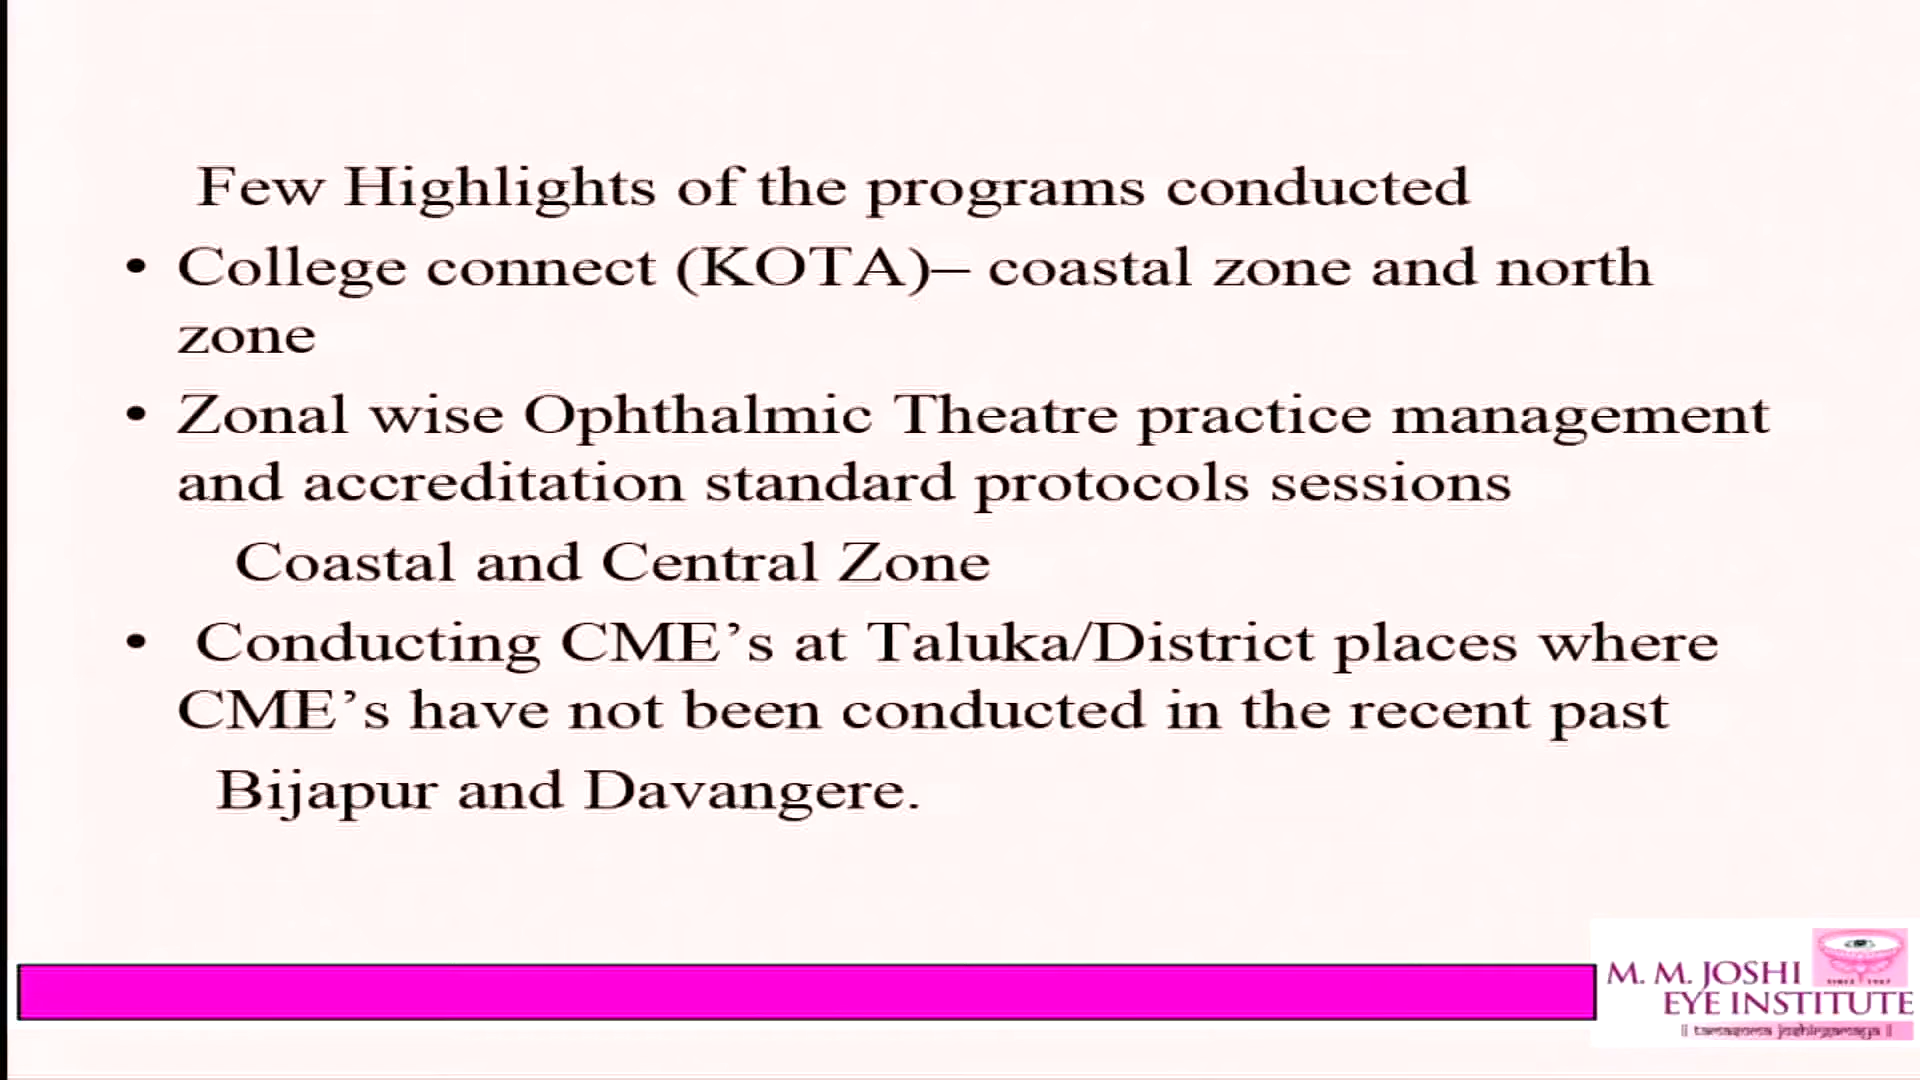 Few Highlights of the programs conducted
• College connect (KOTA)– coastal zone and north
zone
• Zonal wise Ophthalmic Theatre practice management
and accreditation standard protocols sessions
Coastal and Central Zone
• Conducting CME’s at Taluka/District places where
CME’s have not been conducted in the recent past
Bijapur and Davangere.
M. M. JOSHI
EYE INSTITUTE